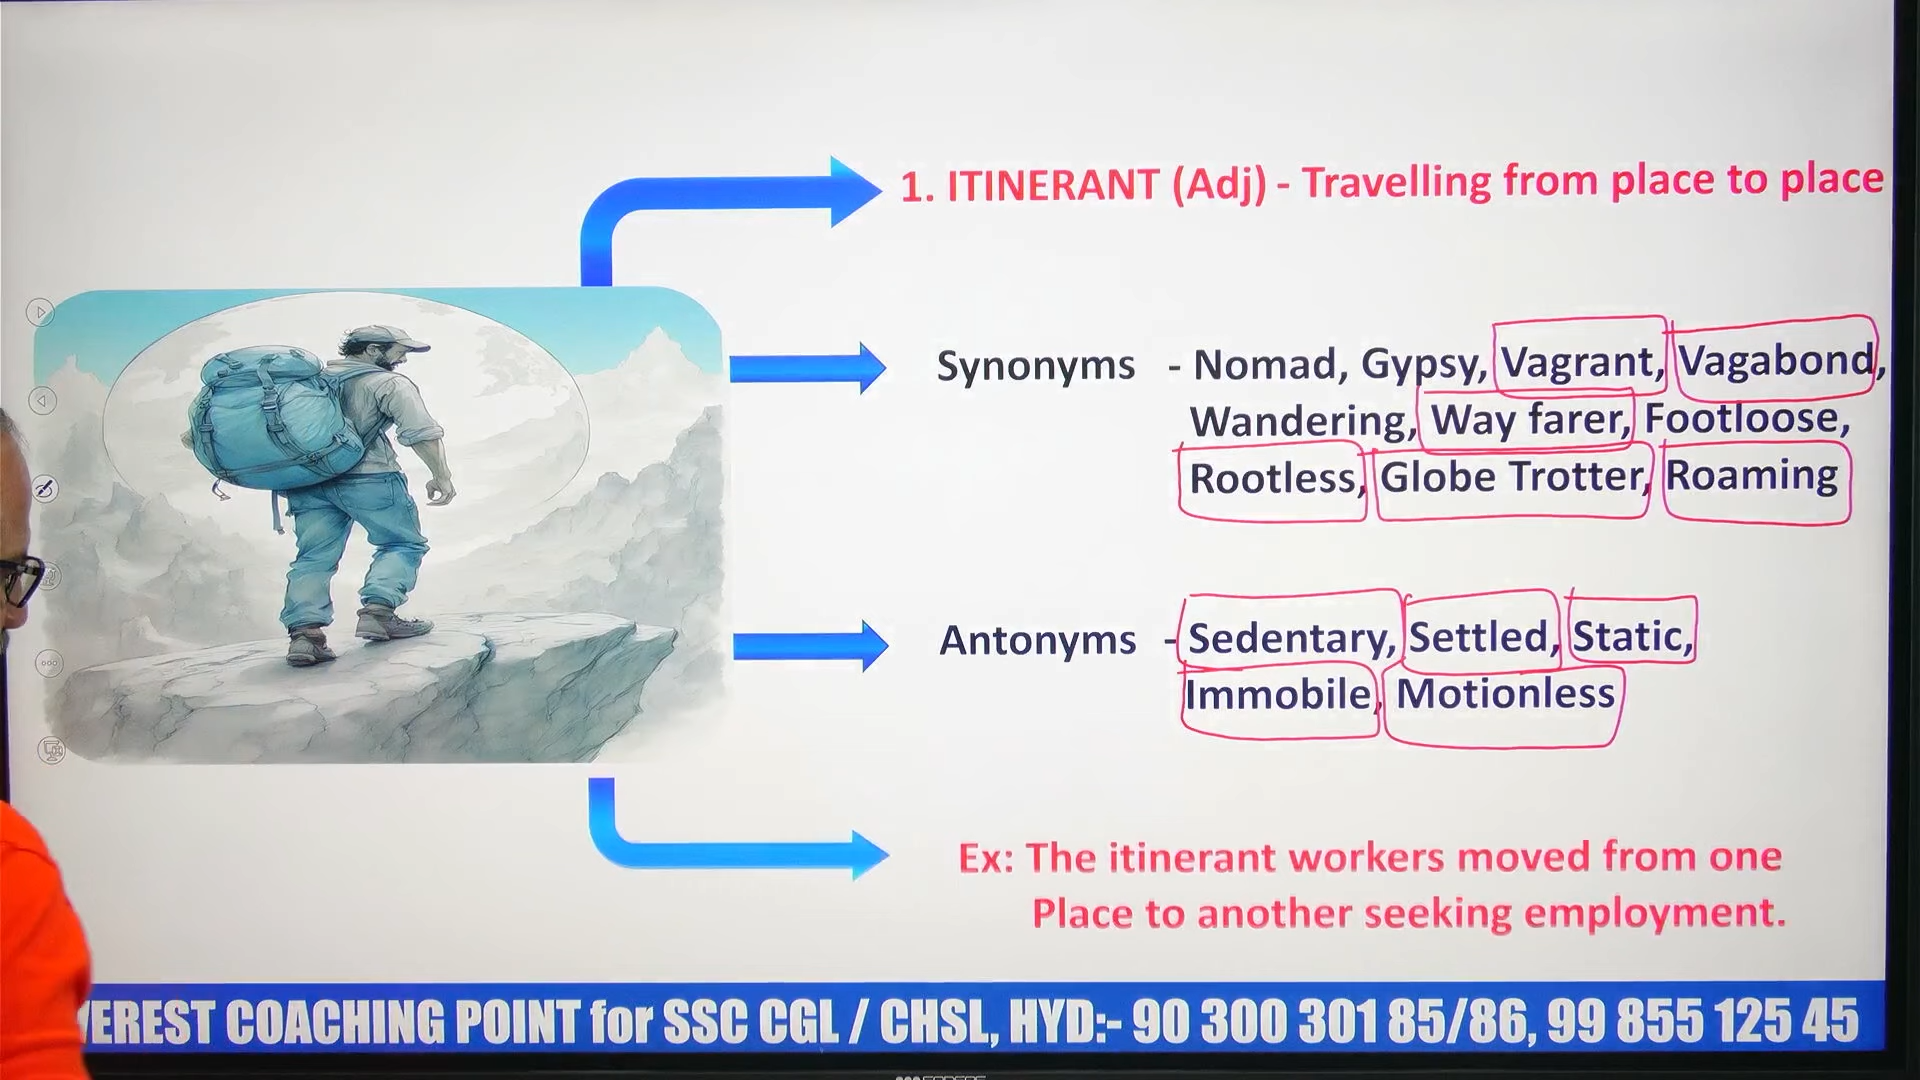 1. ITINERANT (Adj) - Travelling from place to place
Synonyms - Nomad, Gypsy, Vagrant, Vagabond,
Wandering, Way farer, Footloose,
Rootless, Globe Trotter, Roaming
Antonyms - Sedentary, Settled, Static,
Immobile, Motionless
Ex: The itinerant workers moved from one
Place to another seeking employment.
VEREST COACHING POINT for SSC CGL / CHSL, HYD:- 90 300 301 85/86, 99 855 125 45